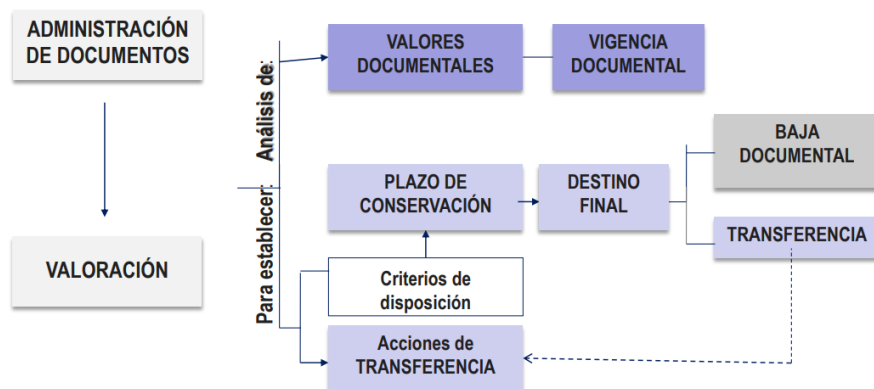 ADMINISTRACIÓN
DE DOCUMENTOS
VALORACIÓN
Análisis de:
Para establecer:
VALORES
DOCUMENTALES
VIGENCIA
DOCUMENTAL
PLAZO DE
CONSERVACIÓN
DESTINO
FINAL
BAJA
DOCUMENTAL
TRANSFERENCIA
Criterios de
disposición
Acciones de
TRANSFERENCIA